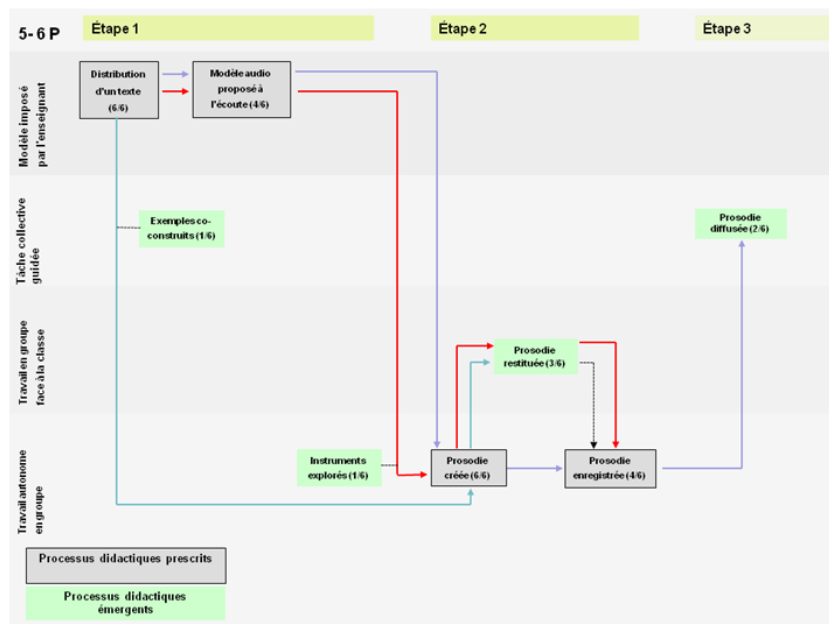 5- 6 P
Étape 1
Étape 2
Étape 3
Modèle imposé
par l'enseignant
Distribution
d'un texte
(6/6)
Modèle audio
proposé à
l'écoute (4/6)
Tâche collective
guidée
Exemples co-
construits (1/6)
Prosodie
diffusée (2/6)
Travail en groupe
face à la classe
Prosodie
restituée (3/6)
Travail autonome
en groupe
Instruments
explorés (1/6)
Prosodie
créée (6/6)
Prosodie
enregistrée (4/6)
Processus didactiques prescrits
Processus didactiques
émergents